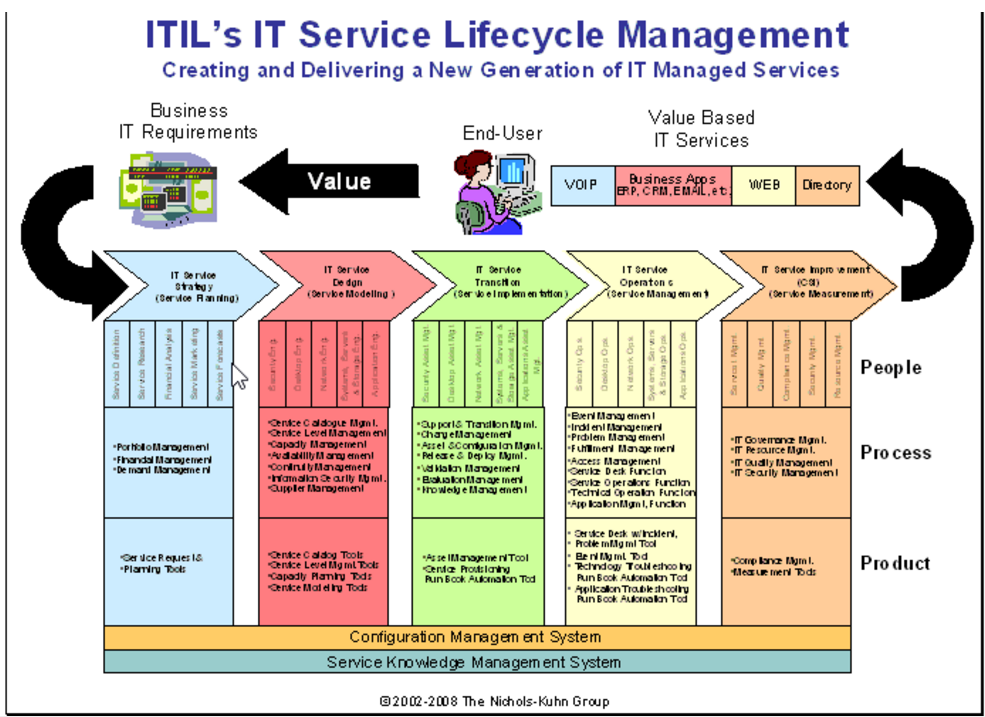 ITIL's IT Service Lifecycle Management
Creating and Delivering a New Generation of IT Managed Services
Business
IT Requirements
Value
End-User
Value Based
IT Services
VOIP
Business Apps
ERP, CRM, EMAIL, etc.
WEB
Directory
IT Service
Strategy
(Service Planning)
IT Service
Design
(Service Modeling)
IT Service
Transition
(Service Implementation)
IT Service
Operations
(Service Management)
IT Service Improvement
(CSI)
(Service Measurement)
Service Definition
Service Research
Financial Analysis
Service Marketing
Service Forecasts
Security Eng.
Desktop Eng.
Network Eng.
Systems, Servers
& Storage Eng.
Application Eng.
Security Asset Mgt.
Desktop Asset Mgt
Network Asset Mgt
Systems, Servers &
Storage Asset Mgt.
Applications Asset
Mgt.
Security Ops.
Desktop Ops
Network Ops
Systems, Servers
& Storage Ops
Applications Ops.
Service Mgmt
Quality Mgmt
Compliance Mgmt
Security Mgmt
Resource Mgmt
People
•Portfolio Management
•Financial Management
•Demand Management
•Service Catalogue Mgmt.
•Service Level Management
•Capacity Management
•Availability Management
•Continuity Management
•Information Security Mgmt.
•Supplier Management
•Support & Transition Mgmt.
•Change Management
•Asset & Configuration Mgmt.
•Release & Deploy Mgmt.
•Validation Management
•Evaluation Management
•Knowledge Management
•Event Management
•Incident Management
•Problem Management
•Fulfillment Management
•Access Management
•Service Desk Function
•Service Operations Function
•Technical Operation Function
•Application Mgmt, Function
•IT Governance Mgmt.
•IT Resource Mgmt.
•IT Quality Management
•IT Security Management
Process
•Service Request &
• Planning Tools
•Service Catalog Tools
•Service Level Mgmt Tools
•Capacity Planning Tools
•Service Modeling Tools
•Asset Management Tool
•Service Provisioning
Run Book Automation Tool
• Service Desk w/Incident,
• Problem Mgmt Tool
• Event Mgmt. Tool
• Technology Troubleshooting
Run Book Automation Tool
• Application Troubleshooting
Run Book Automation Tool
•Compliance Mgmt.
•Measurement Tools
Product
Configuration Management System
Service Knowledge Management System
©2002-2008 The Nichols-Kuhn Group